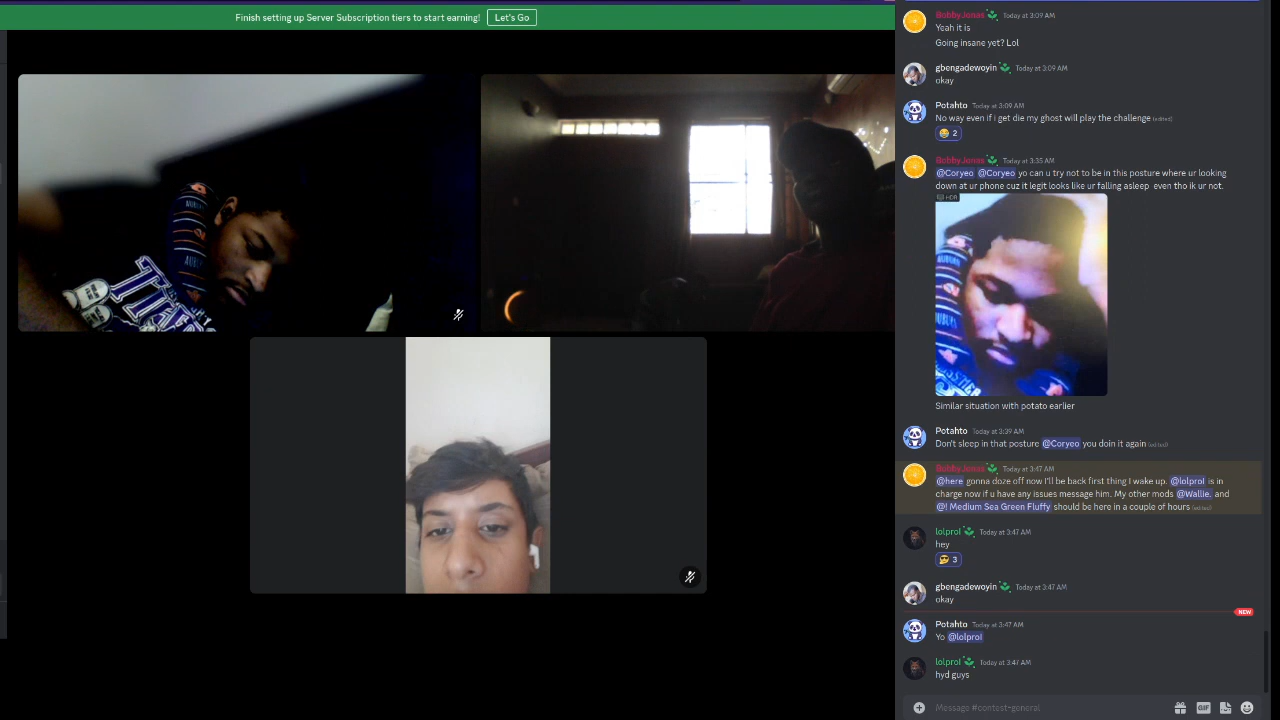 Finish setting up Server Subscription tiers to start earning! Let's Go
BobbyJonas Today at 3:09 AM
Yeah it is
Going insane yet? Lol
gbengadewoyin Today at 3:09 AM
okay
Potahto Today at 3:09 AM
No way even if i get die my ghost will play the challenge (edited)
2
BobbyJonas Today at 3:35 AM
@Coryeo @Coryeo yo can u try not to be in this posture where ur looking
down at ur phone cuz it legit looks like ur falling asleep even tho ik ur not.
HDR
Similar situation with potato earlier
Potahto Today at 3:39 AM
Don't sleep in that posture @Coryeo you doin it again (edited)
BobbyJonas Today at 3:47 AM
@here gonna doze off now I'll be back first thing I wake up. @lolprol is in
charge now if u have any issues message him. My other mods @Wallie. and
@! Medium Sea Green Fluffy should be here in a couple of hours (edited)
lolprol Today at 3:47 AM
hey
3
gbengadewoyin Today at 3:47 AM
okay
NEW
Potahto Today at 3:47 AM
Yo @lolprol
lolprol Today at 3:47 AM
hyd guys
Message #contest-general
GIF